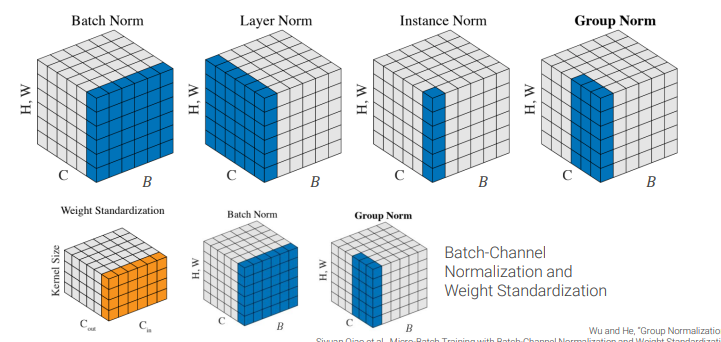 Batch Norm
Layer Norm
Instance Norm
Group Norm
H, W
C
B
H, W
C
B
H, W
C
B
H, W
C
B
Weight Standardization
Batch Norm
Group Norm
Kernel Size
C out
C in
H, W
C
B
H, W
C
B
Batch-Channel
Normalization and
Weight Standardization
Wu and He, "Group Normalizatio
Siyuan Qiao et al., Micro-Batch Training with Batch-Channel Normalization and Weight Standardizati